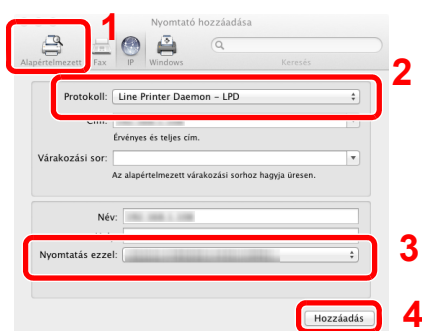 1
Nyomtató hozzáadása
Alapértelmezett Fax IP Windows Keresés
2
Protokoll: Line Printer Daemon – LPD
Cím:
Érvényes és teljes cím.
Várakozási sor:
Az alapértelmezett várakozási sorhoz hagyja üresen.
Név:
Nyomtatás ezzel:
3
Hozzáadás
4